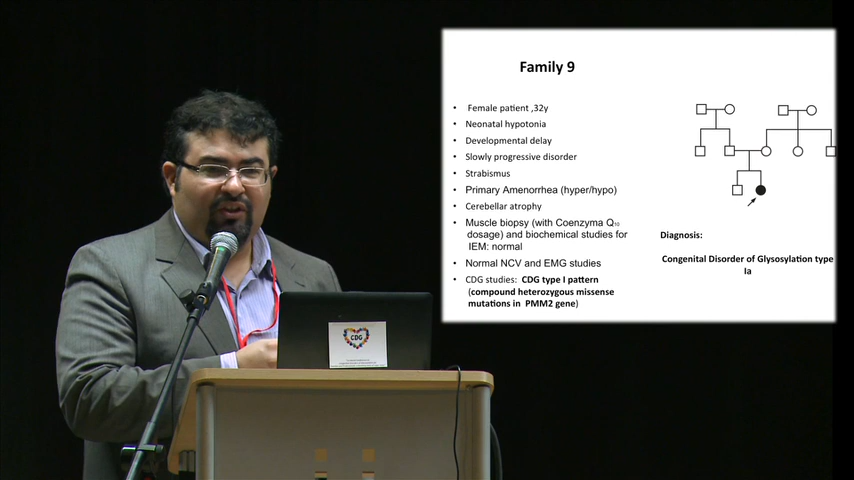 Family 9
• Female patient ,32y
• Neonatal hypotonia
• Developmental delay
• Slowly progressive disorder
• Strabismus
• Primary Amenorrhea (hyper/hypo)
• Cerebellar atrophy
• Muscle biopsy (with Coenzyme Q10
dosage) and biochemical studies for
IEM: normal
• Normal NCV and EMG studies
• CDG studies: CDG type I pattern
(compound heterozygous missense
mutations in PMM2 gene)
Diagnosis:
Congenital Disorder of Glysosylation type
Ia
CDG